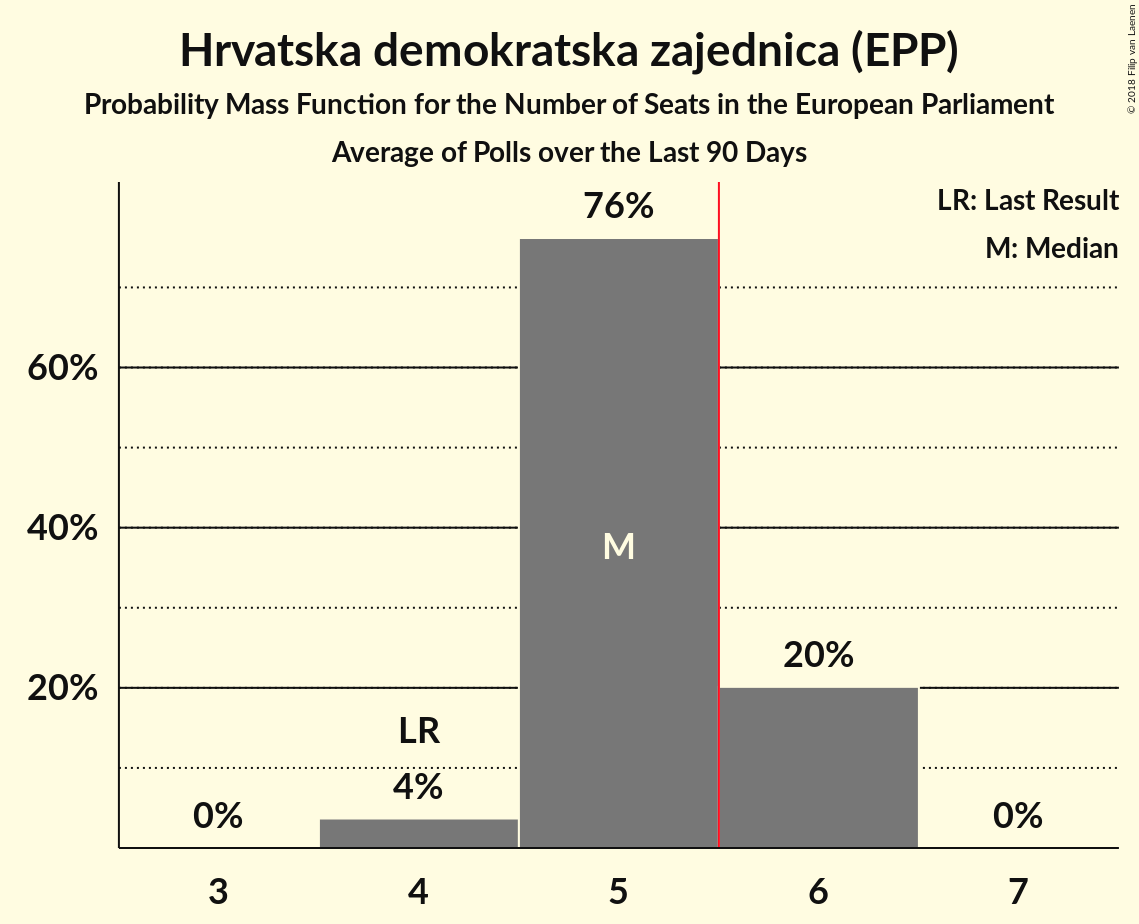 Hrvatska demokratska zajednica (EPP)
Probability Mass Function for the Number of Seats in the European Parliament
Average of Polls over the Last 90 Days
© 2018 Filip van Laenen
LR: Last Result
M: Median
76%
60%
40%
M
20%
20%
LR
4%
0%
0%
3 4 5 6 7